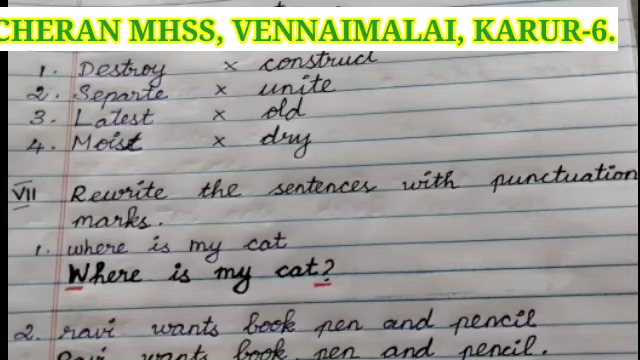 CHERAN MHSS, VENNAIMALAI, KARUR-6.
1. Destroy × construct
2. Separte × unite
3. Latest × old
4. Moist × dry
VII Rewrite the sentences with punctuation
marks.
1. where is my cat
Where is my cat?
2. ravi wants book pen and pencil
Ravi wants book, pen and pencil.